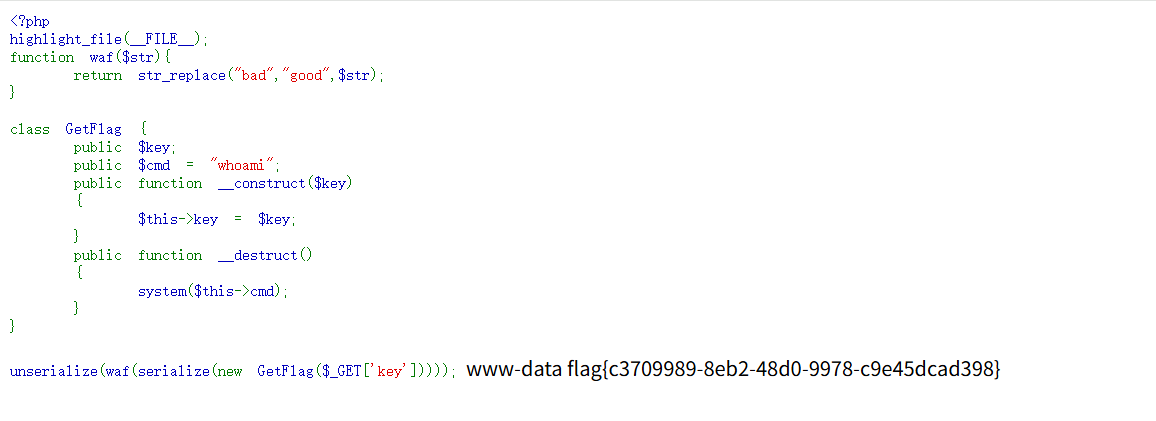 <?php
highlight_file(__FILE__);
function waf($str){
return str_replace("bad","good",$str);
}
class GetFlag {
public $key;
public $cmd = "whoami";
public function __construct($key)
{
$this->key = $key;
}
public function __destruct()
{
system($this->cmd);
}
}
unserialize(waf(serialize(new GetFlag($_GET['key'])))); www-data flag{c3709989-8eb2-48d0-9978-c9e45dcad398}